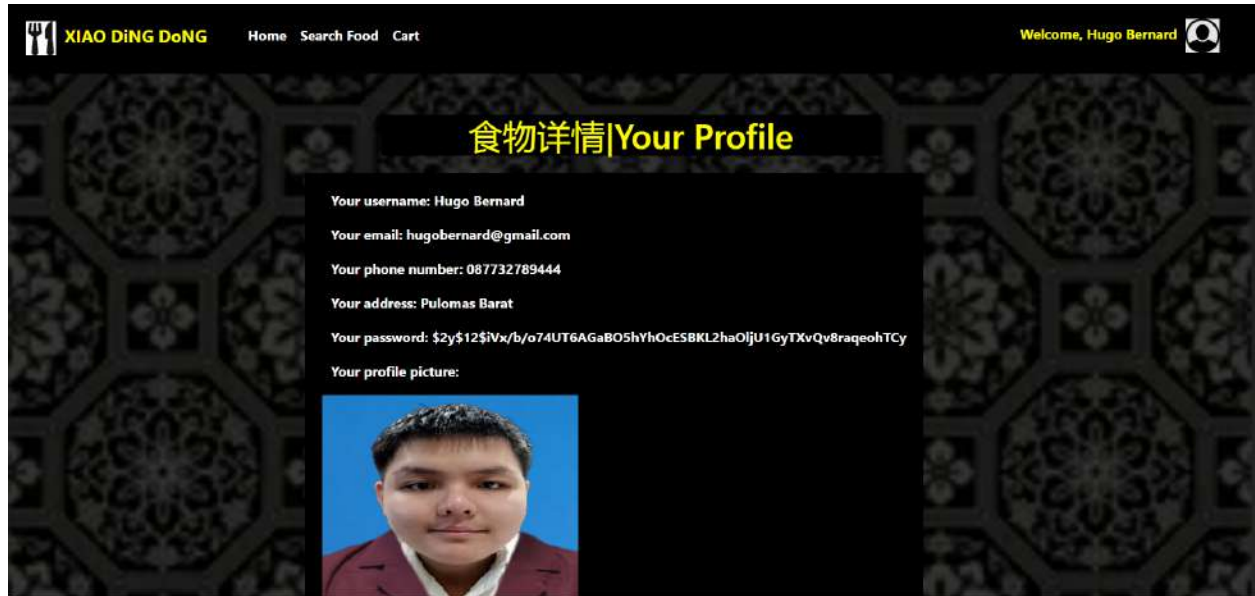 XIAO DiNG DoNG Home Search Food Cart Welcome, Hugo Bernard
食物详情|Your Profile
Your username: Hugo Bernard
Your email: hugobernard@gmail.com
Your phone number: 087732789444
Your address: Pulomas Barat
Your password: $2y$12$iVx/b/o74UT6AGaBO5hYhOcESBKL2haOljU1GyTXvQv8raqeohTCy
Your profile picture: